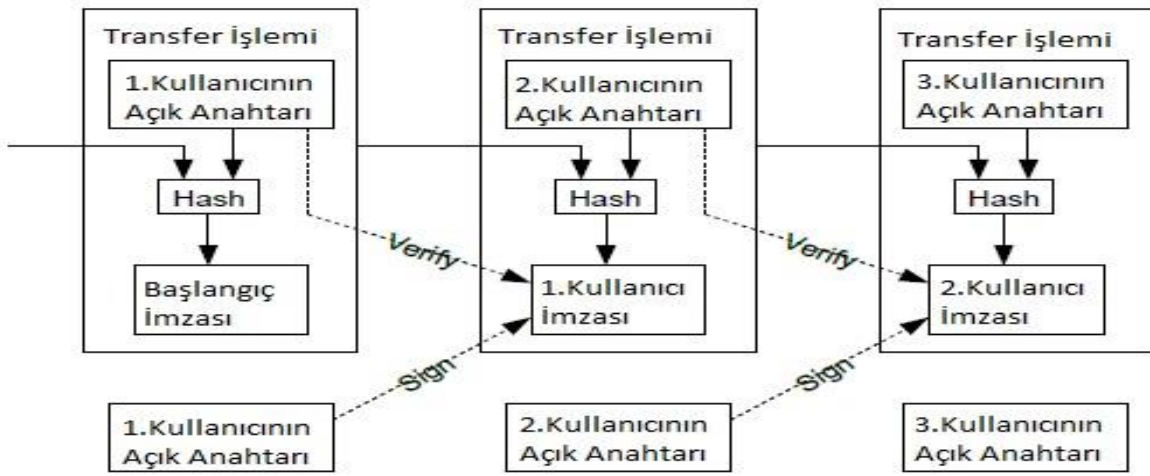 Transfer İşlemi
1.Kullanıcının
Açık Anahtarı
Hash
Başlangıç
İmzası
Transfer İşlemi
2.Kullanıcının
Açık Anahtarı
Hash
Verify
1.Kullanıcı
İmzası
Transfer İşlemi
3.Kullanıcının
Açık Anahtarı
Hash
Verify
2.Kullanıcı
İmzası
Sign
Sign
1.Kullanıcının
Açık Anahtarı
2.Kullanıcının
Açık Anahtarı
3.Kullanıcının
Açık Anahtarı